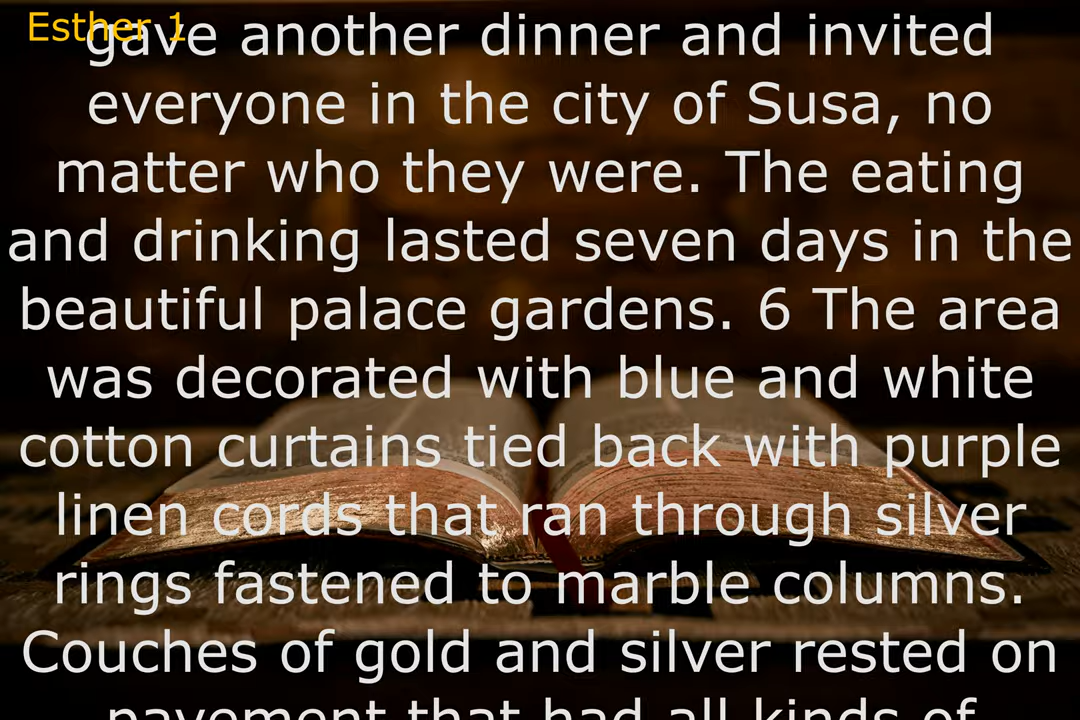 Esther 1
gave another dinner and invited
everyone in the city of Susa, no
matter who they were. The eating
and drinking lasted seven days in the
beautiful palace gardens. 6 The area
was decorated with blue and white
cotton curtains tied back with purple
linen cords that ran through silver
rings fastened to marble columns.
Couches of gold and silver rested on
pavement that had all kinds of